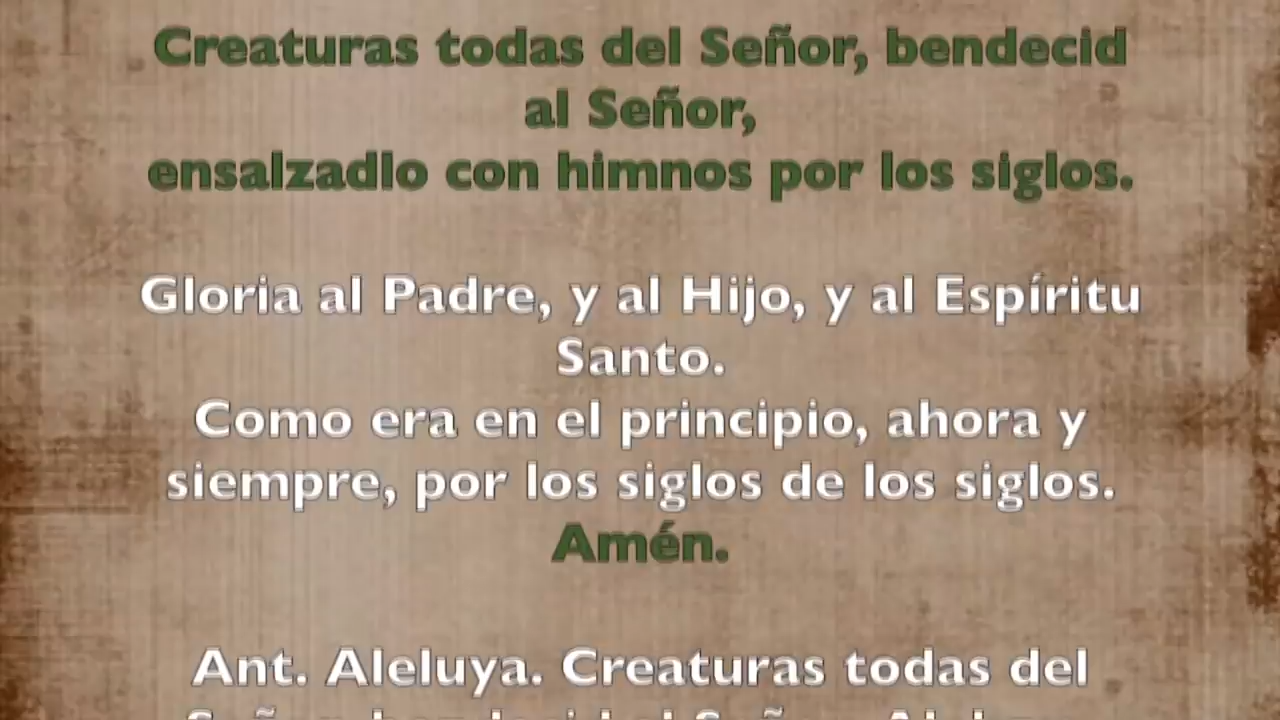 Creaturas todas del Señor, bendecid
al Señor,
ensalzadlo con himnos por los siglos.
Gloria al Padre, y al Hijo, y al Espíritu
Santo.
Como era en el principio, ahora y
siempre, por los siglos de los siglos.
Amén.
Ant. Aleluya. Creaturas todas del